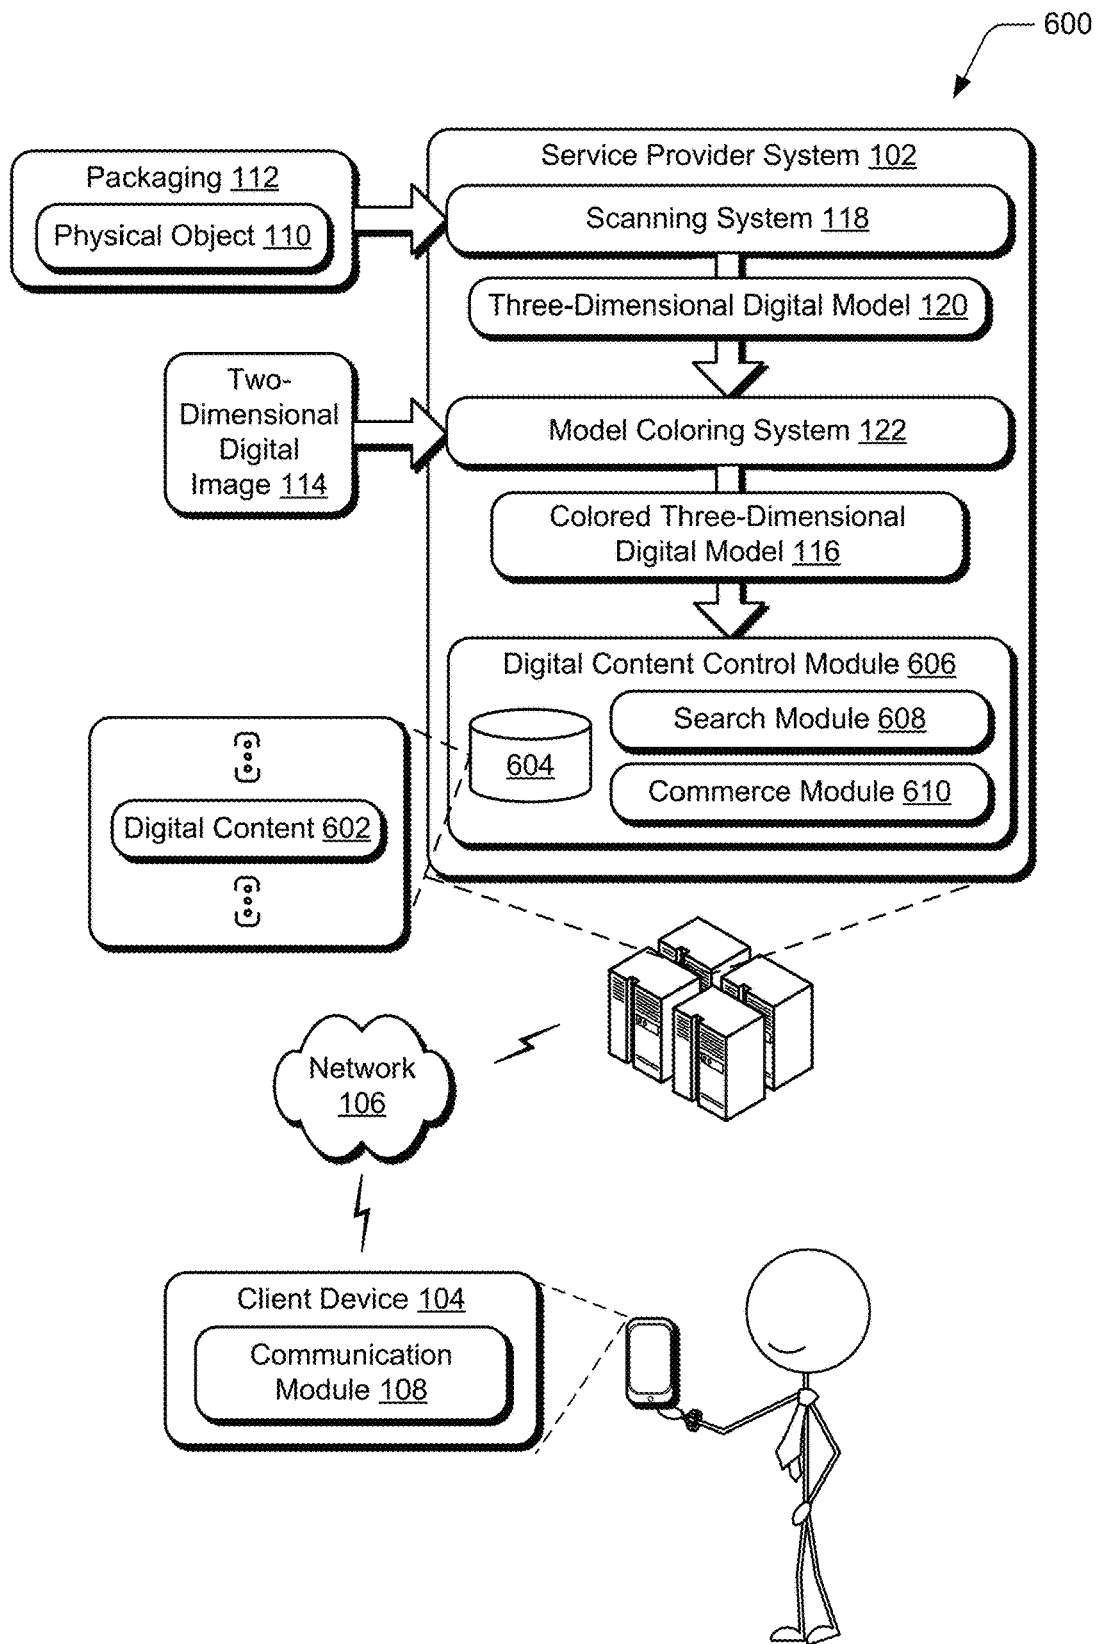 600
Service Provider System 102
Packaging 112
Physical Object 110
Scanning System 118
Three-Dimensional Digital Model 120
Two-
Dimensional
Digital
Image 114
Model Coloring System 122
Colored Three-Dimensional
Digital Model 116
Digital Content Control Module 606
604
Search Module 608
Commerce Module 610
Digital Content 602
Network
106
Client Device 104
Communication
Module 108